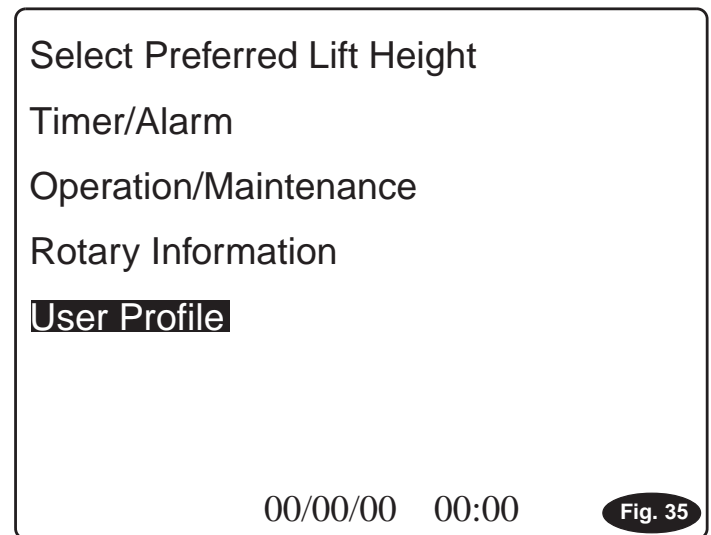 Select Preferred Lift Height
Timer/Alarm
Operation/Maintenance
Rotary Information
User Profile
00/00/00 00:00
Fig. 35